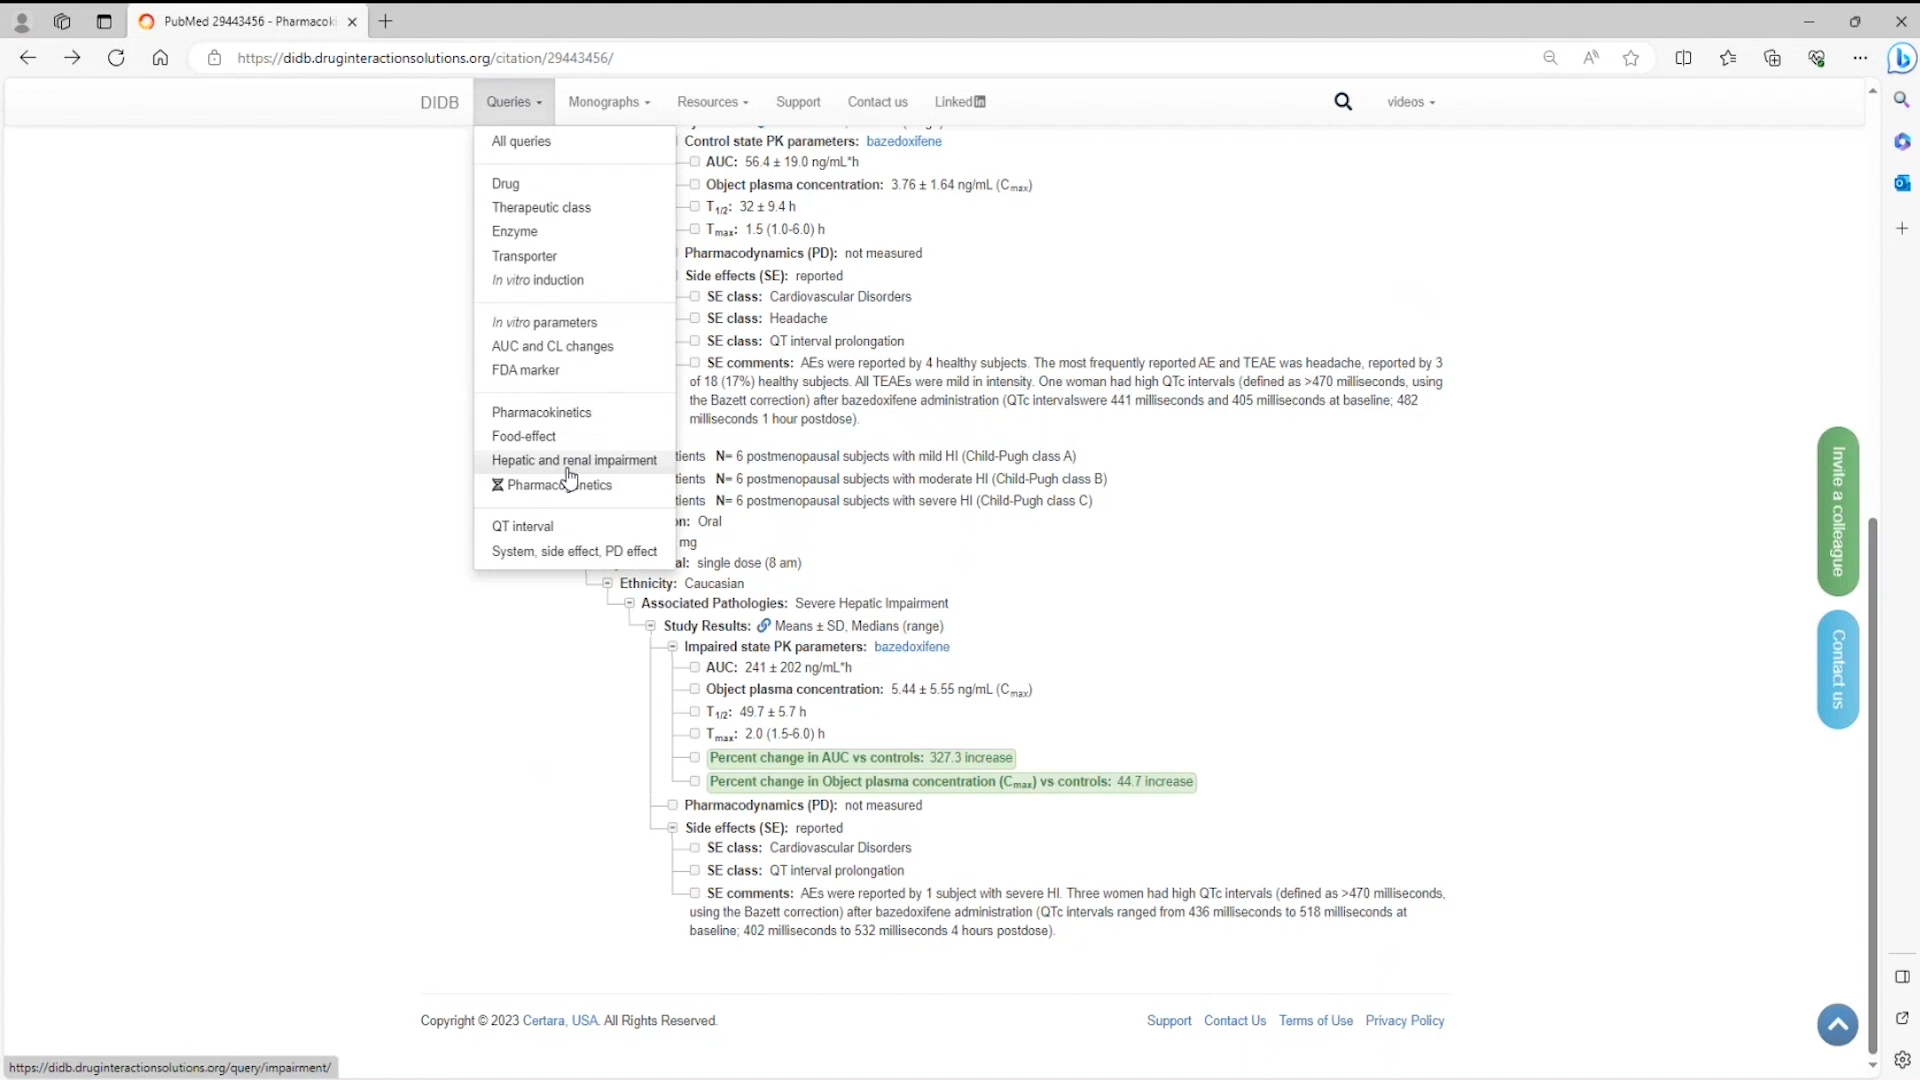 PubMed 29443456 - Pharmacoki
https://didb.druginteractionsolutions.org/citation/29443456/
DIDB
Queries
Monographs
Resources
Support
Contact us
Linked in
videos
All queries
Drug
Therapeutic class
Enzyme
Transporter
In vitro induction
In vitro parameters
AUC and CL changes
FDA marker
Pharmacokinetics
Food-effect
Hepatic and renal impairment
QT interval
System, side effect, PD effect
Control state PK parameters: bazedoxifene
AUC: 56.4 ± 19.0 ng/mL*h
Object plasma concentration: 3.76 ± 1.64 ng/mL (Cmax)
T1/2: 32 ± 9.4 h
Tmax: 1.5 (1.0-6.0) h
Pharmacodynamics (PD): not measured
Side effects (SE): reported
SE class: Cardiovascular Disorders
SE class: Headache
SE class: QT interval prolongation
SE comments: AEs were reported by 4 healthy subjects. The most frequently reported AE and TEAE was headache, reported by 3
of 18 (17%) healthy subjects. All TEAEs were mild in intensity. One woman had high QTc intervals (defined as >470 milliseconds, using
the Bazett correction) after bazedoxifene administration (QTc intervalswere 441 milliseconds and 405 milliseconds at baseline; 482
milliseconds 1 hour postdose).
tients N= 6 postmenopausal subjects with mild HI (Child-Pugh class A)
tients N= 6 postmenopausal subjects with moderate HI (Child-Pugh class B)
tients N= 6 postmenopausal subjects with severe HI (Child-Pugh class C)
on: Oral
mg
al: single dose (8 am)
Ethnicity: Caucasian
Associated Pathologies: Severe Hepatic Impairment
Study Results: Means ± SD, Medians (range)
Impaired state PK parameters: bazedoxifene
AUC: 241 ± 202 ng/mL*h
Object plasma concentration: 5.44 ± 5.55 ng/mL (Cmax)
T1/2: 49.7 ± 5.7 h
Tmax: 2.0 (1.5-6.0) h
Percent change in AUC vs controls: 327.3 increase
Percent change in Object plasma concentration (Cmax) vs controls: 44.7 increase
Pharmacodynamics (PD): not measured
Side effects (SE): reported
SE class: Cardiovascular Disorders
SE class: QT interval prolongation
SE comments: AEs were reported by 1 subject with severe HI. Three women had high QTc intervals (defined as >470 milliseconds,
using the Bazett correction) after bazedoxifene administration (QTc intervals ranged from 436 milliseconds to 518 milliseconds at
baseline; 402 milliseconds to 532 milliseconds 4 hours postdose).
Invite a colleague
Contact us
Copyright © 2023 Certara, USA. All Rights Reserved.
Support Contact Us Terms of Use Privacy Policy
https://didb.druginteractionsolutions.org/query/impairment/